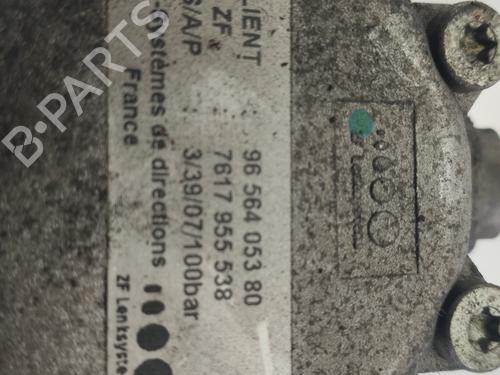 LIENT 96 564 053 80
ZF 7617 955 538
S/A/P 3/39/07/100bar
-Systèmes de directions
France
ZF Lenksyste
B-PARTS